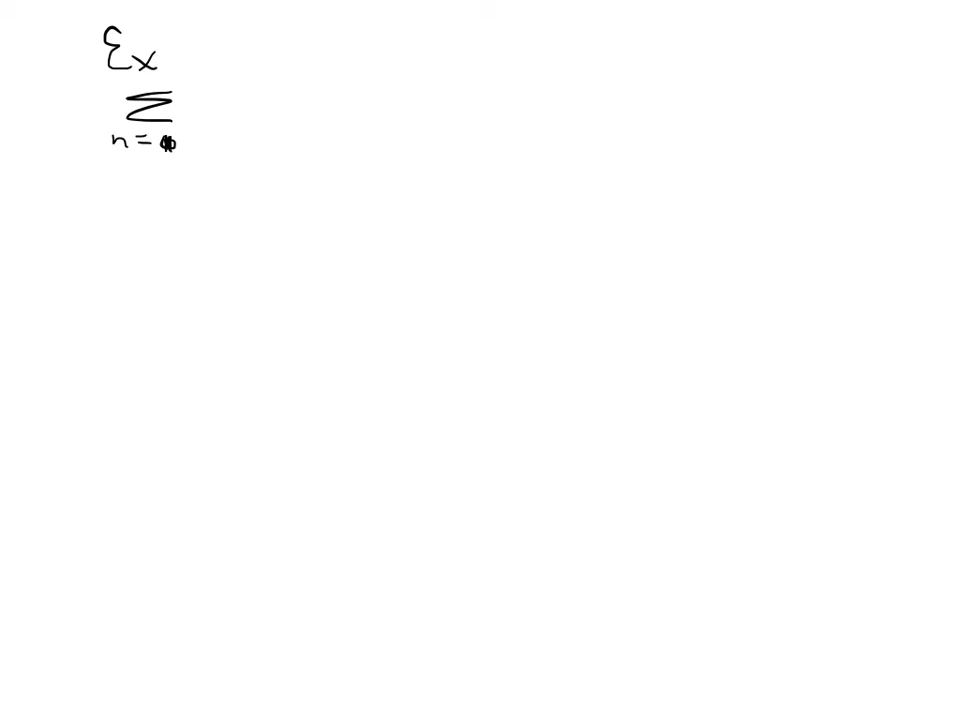 Ex
∑
n =